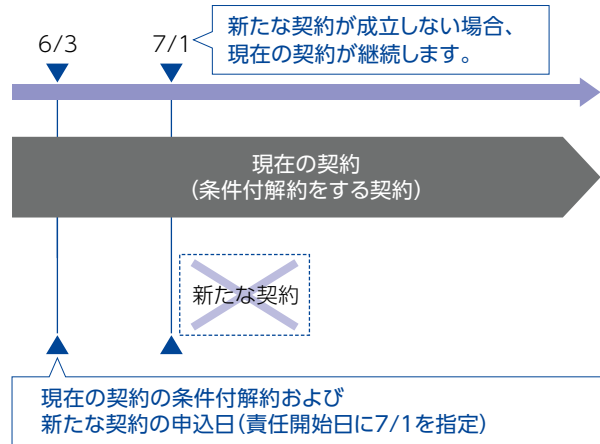 6/3
7/1
新たな契約が成立しない場合、
現在の契約が継続します。
現在の契約
（条件付解約をする契約）
新たな契約
現在の契約の条件付解約および
新たな契約の申込日（責任開始日に7/1を指定）